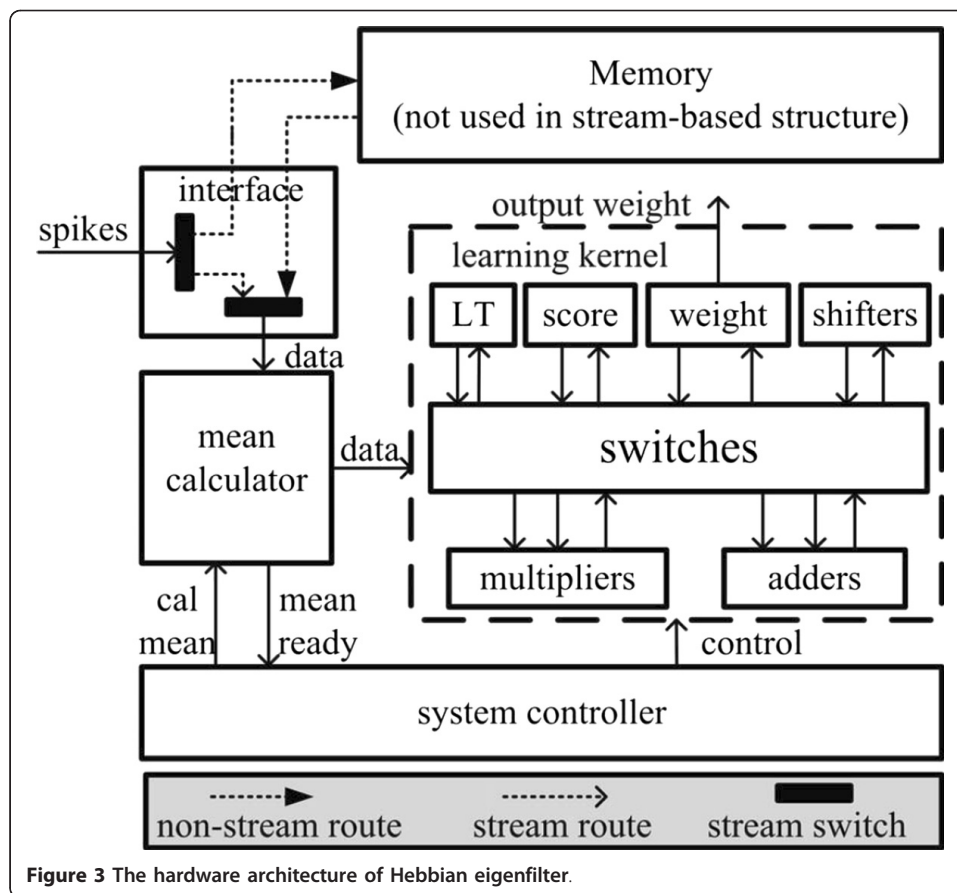 Memory
(not used in stream-based structure)
interface
spikes
output weight
learning kernel
LT
score
weight
shifters
data
mean
calculator
data
switches
multipliers
adders
cal
mean
mean
ready
control
system controller
non-stream route
stream route
stream switch
Figure 3 The hardware architecture of Hebbian eigenfilter.